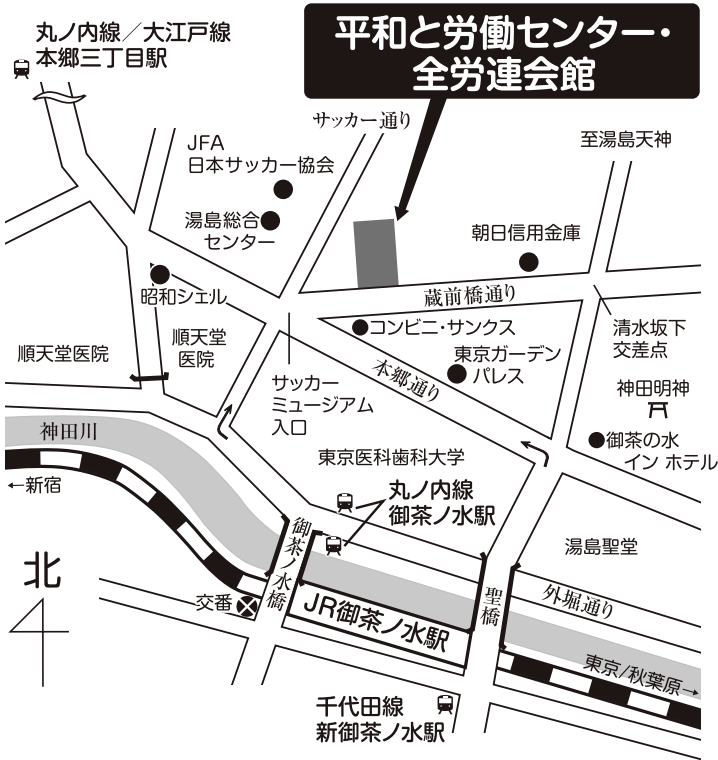 丸ノ内線／大江戸線
本郷三丁目駅
平和と労働センター・
全労連会館
サッカー通り
至湯島天神
JFA
日本サッカー協会
湯島総合
センター
朝日信用金庫
昭和シェル
蔵前橋通り
順天堂医院
順天堂
医院
コンビニ・サンクス
清水坂下
交差点
東京ガーデン
パレス
本郷通り
サッカー
ミュージアム
入口
神田明神
神田川
御茶の水
イン ホテル
東京医科歯科大学
←新宿
丸ノ内線
御茶ノ水駅
御茶ノ水橋
湯島聖堂
北
交番
JR御茶ノ水駅
聖橋
外堀通り
東京/秋葉原→
千代田線
新御茶ノ水駅